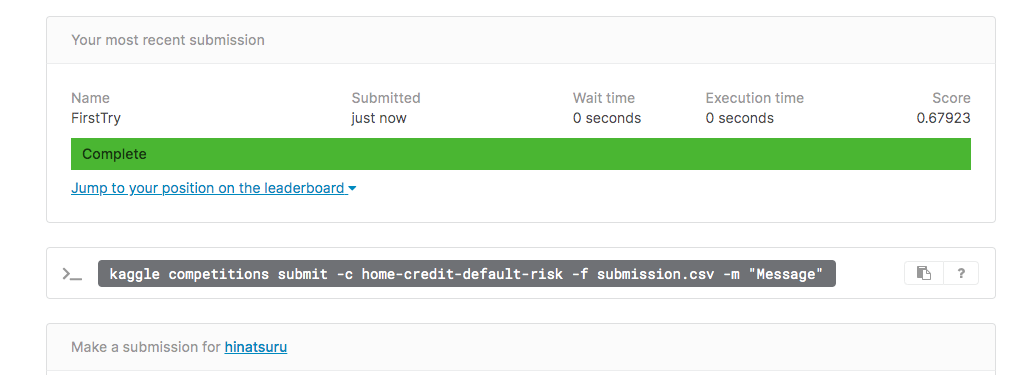 Your most recent submission
Name Submitted Wait time Execution time Score
FirstTry just now 0 seconds 0 seconds 0.67923
Complete
Jump to your position on the leaderboard
>_ kaggle competitions submit -c home-credit-default-risk -f submission.csv -m "Message" ?
Make a submission for hinatsuru